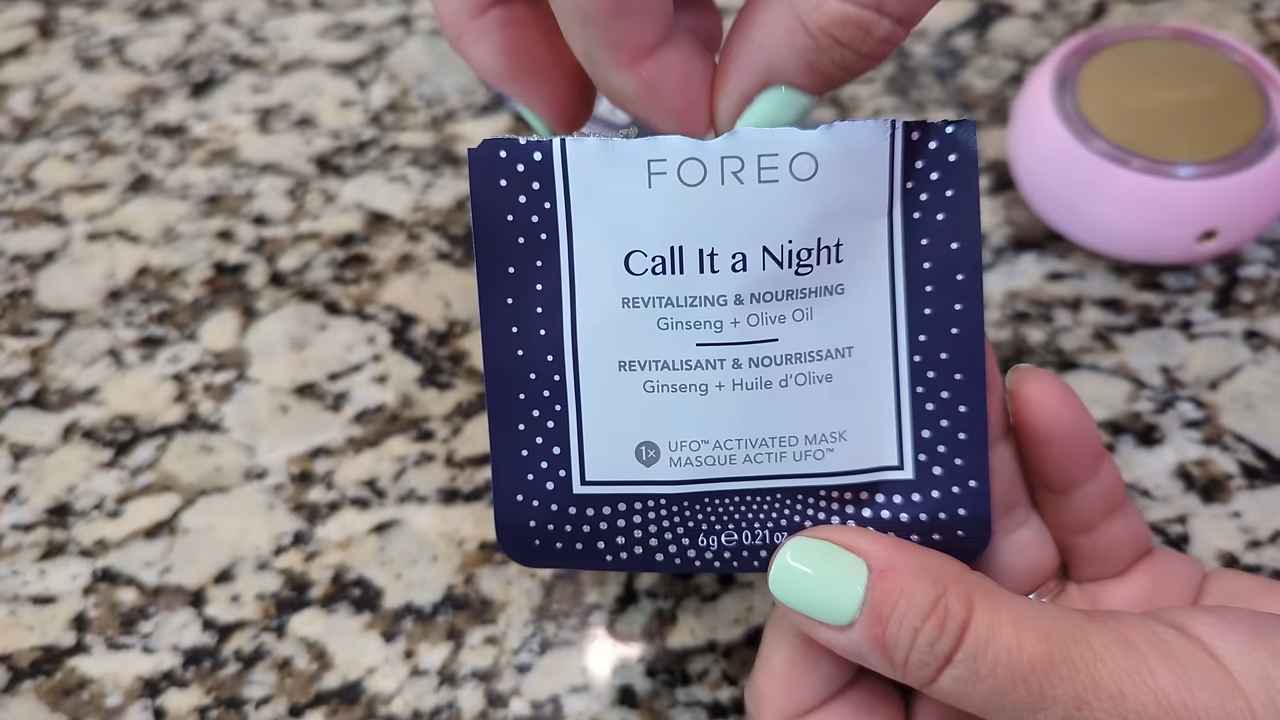 FOREO
Call It a Night
REVITALIZING & NOURISHING
Ginseng + Olive Oil
REVITALISANT & NOURRISSANT
Ginseng + Huile d'Olive
1x UFO™ ACTIVATED MASK
MASQUE ACTIF UFO™
6g ℮ 0.21 oz